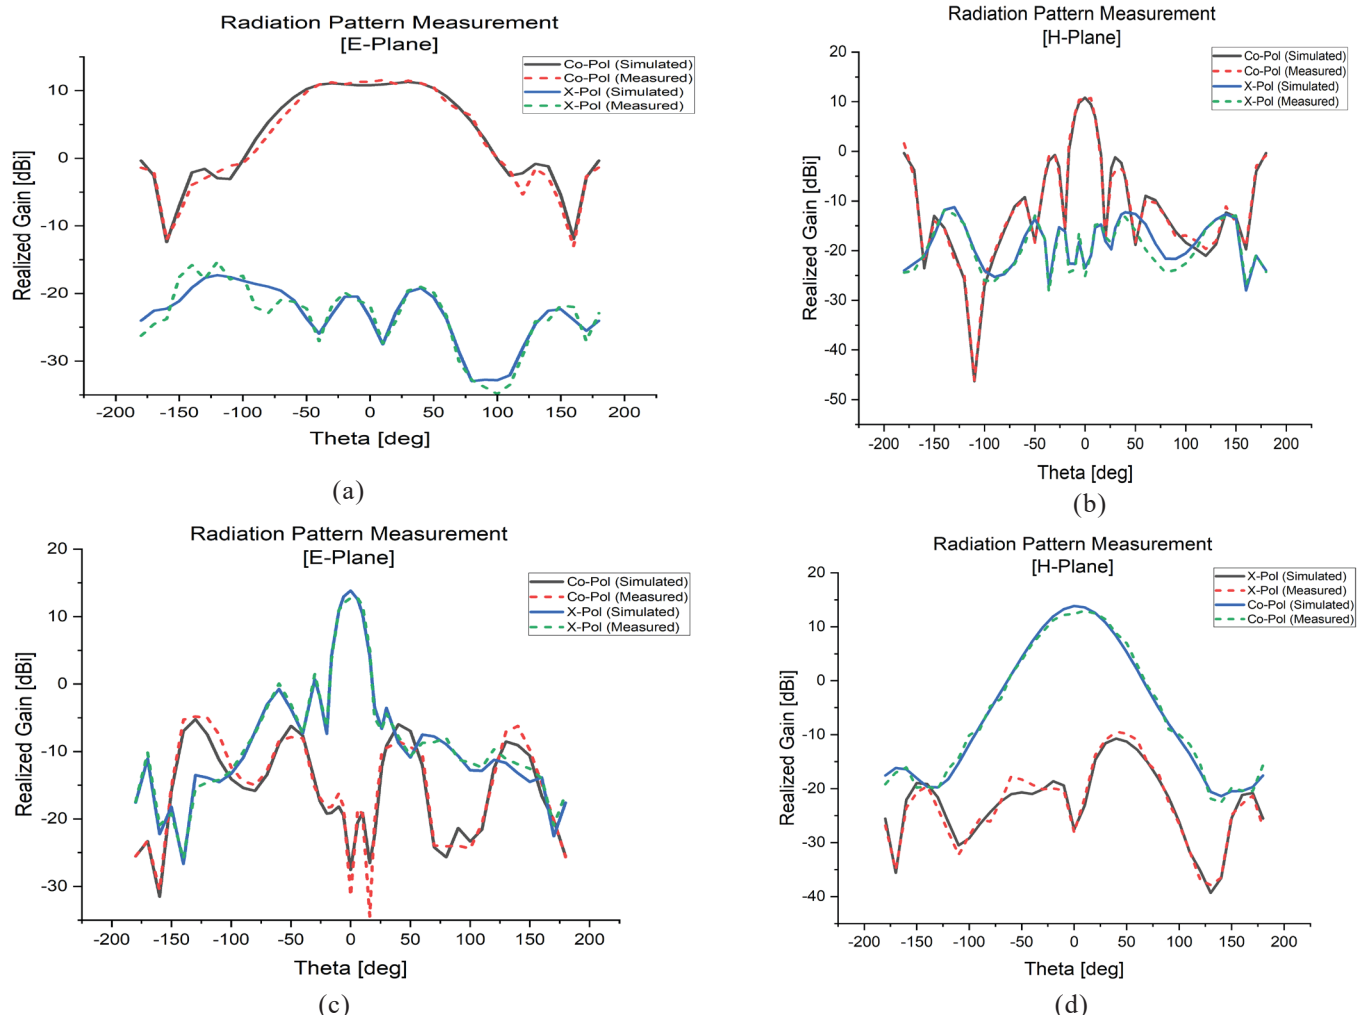 Radiation Pattern Measurement
[E-Plane]
Co-Pol (Simulated)
Co-Pol (Measured)
X-Pol (Simulated)
X-Pol (Measured)
10
0
-10
-20
-30
Realized Gain [dBi]
-200 -150 -100 -50 0 50 100 150 200
Theta [deg]
(a)
Radiation Pattern Measurement
[H-Plane]
Co-Pol (Simulated)
Co-Pol (Measured)
X-Pol (Simulated)
X-Pol (Measured)
20
10
0
-10
-20
-30
-40
-50
Realized Gain [dBi]
-200 -150 -100 -50 0 50 100 150 200
Theta [deg]
(b)
Radiation Pattern Measurement
[E-Plane]
Co-Pol (Simulated)
Co-Pol (Measured)
X-Pol (Simulated)
X-Pol (Measured)
20
10
0
-10
-20
-30
Realized Gain [dBi]
-200 -150 -100 -50 0 50 100 150 200
Theta [deg]
(c)
Radiation Pattern Measurement
[H-Plane]
X-Pol (Simulated)
X-Pol (Measured)
Co-Pol (Simulated)
Co-Pol (Measured)
20
10
0
-10
-20
-30
-40
Realized Gain [dBi]
-200 -150 -100 -50 0 50 100 150 200
Theta [deg]
(d)